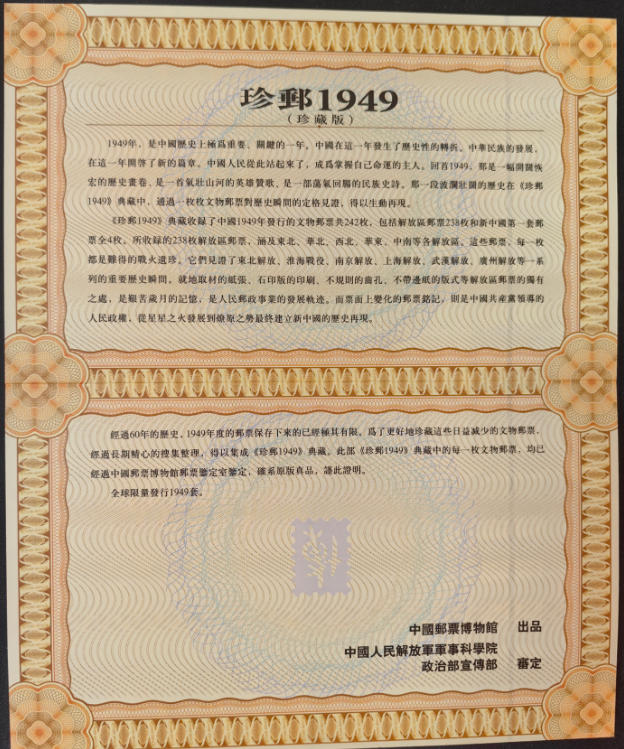 珍郵1949
（珍藏版）
1949年，是中國歷史上極爲重要、關鍵的一年。中國在這一年發生了歷史性的轉折。中華民族的發展，
在這一年開啓了新的篇章。中國人民從此站起來了，成爲掌握自己命運的主人。回首1949，那是一幅開闊恢
宏的歷史畫卷、是一首氣壯山河的英雄贊歌、是一部蕩氣回腸的民族史詩。那一段波瀾壯闊的歷史在《珍郵
1949》典藏中，通過一枚枚文物郵票對歷史瞬間的定格見證，得以生動再現。
《珍郵1949》典藏收録了中國1949年發行的文物郵票共242枚，包括解放區郵票238枚和新中國第一套郵
票全4枚。所收録的238枚解放區郵票，涵及東北、華北、西北、華東、中南等各解放區。這些郵票，每一枚
都是難得的戰火遺珍。它們見證了東北解放、淮海戰役、南京解放、上海解放、武漢解放、廣州解放等一系
列的重要歷史瞬間。就地取材的紙張、石印版的印刷、不規則的齒孔、不帶邊紙的版式等解放區郵票的獨有
之處，是艱苦歲月的記憶，是人民郵政事業的發展軌迹。而票面上變化的郵票銘記，則是中國共産黨領導的
人民政權，從星星之火發展到燎原之勢最終建立新中國的歷史再現。
經過60年的歷史，1949年度的郵票保存下來的已經極其有限。爲了更好地珍藏這些日益减少的文物郵票，
經過長期精心的搜集整理，得以集成《珍郵1949》典藏。此部《珍郵1949》典藏中的每一枚文物郵票，均已
經過中國郵票博物館郵票鑒定室鑒定，確系原版真品，謹此證明。
全球限量發行1949套。
中國郵票博物館 出品
中國人民解放軍軍事科學院
政治部宣傳部 審定